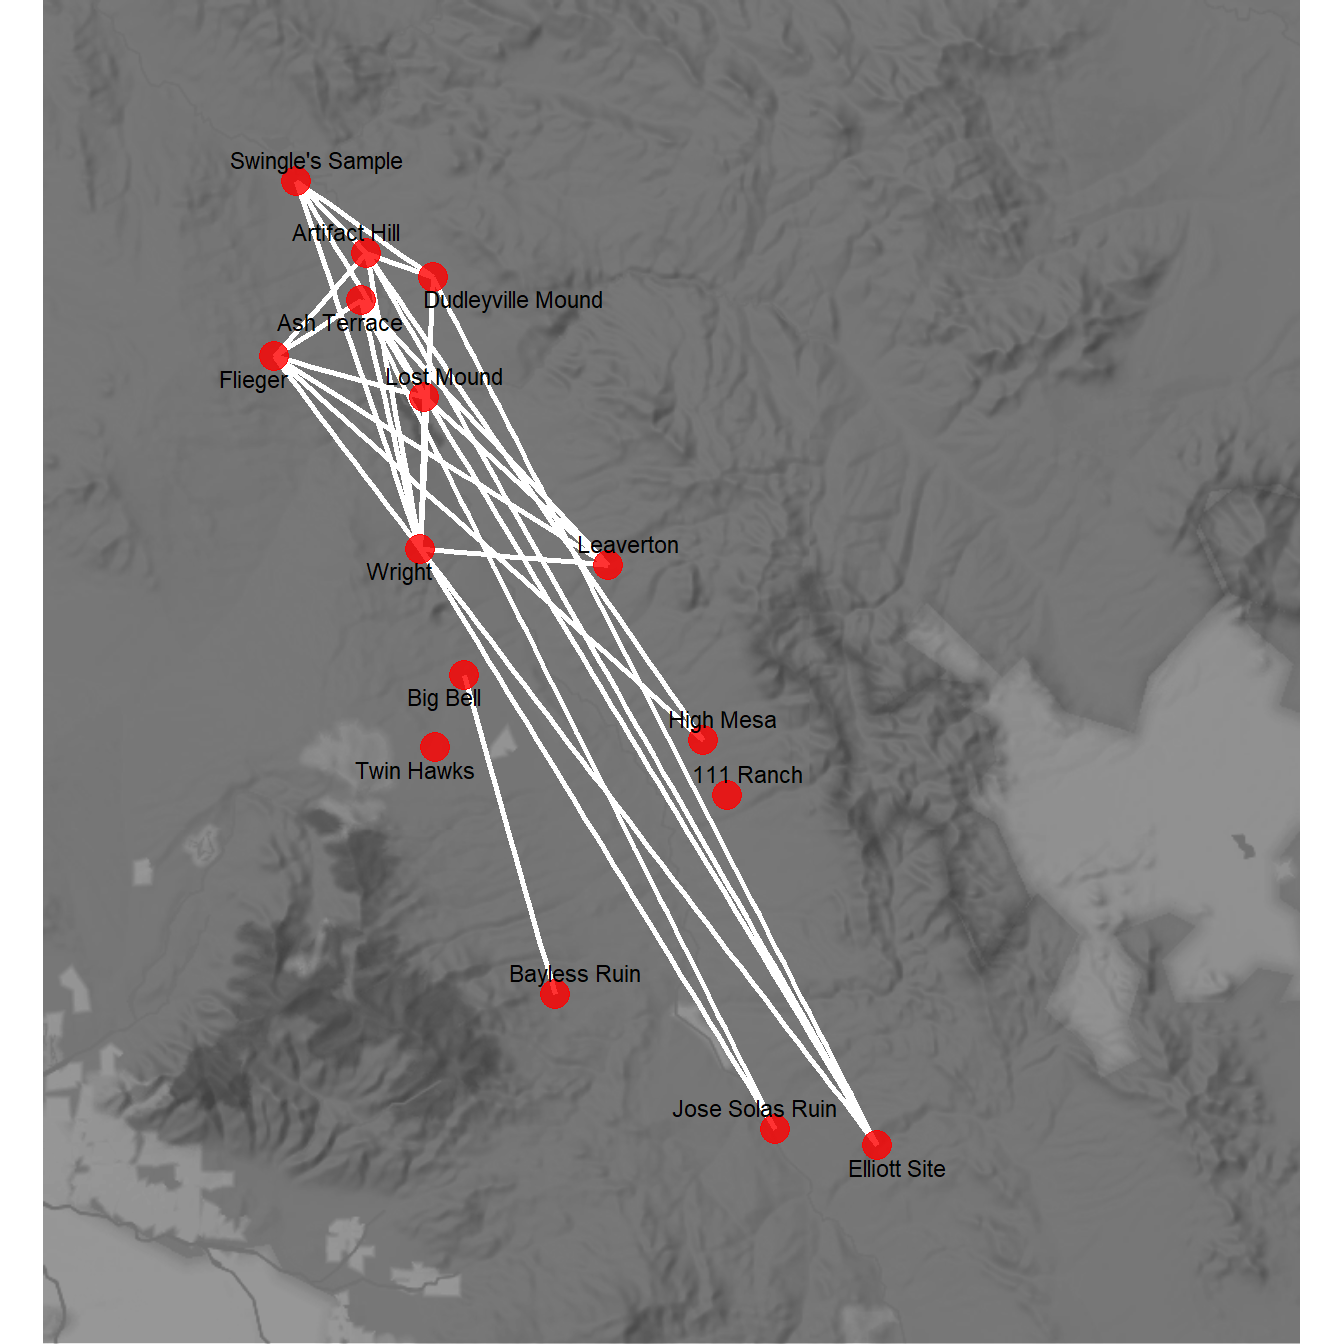 Swingle's Sample
Artifact Hill
Dudleyville Mound
Ash Terrace
Lost Mound
Flieger
Leaverton
Wright
Big Bell
High Mesa
Twin Hawks
111 Ranch
Bayless Ruin
Jose Solas Ruin
Elliott Site